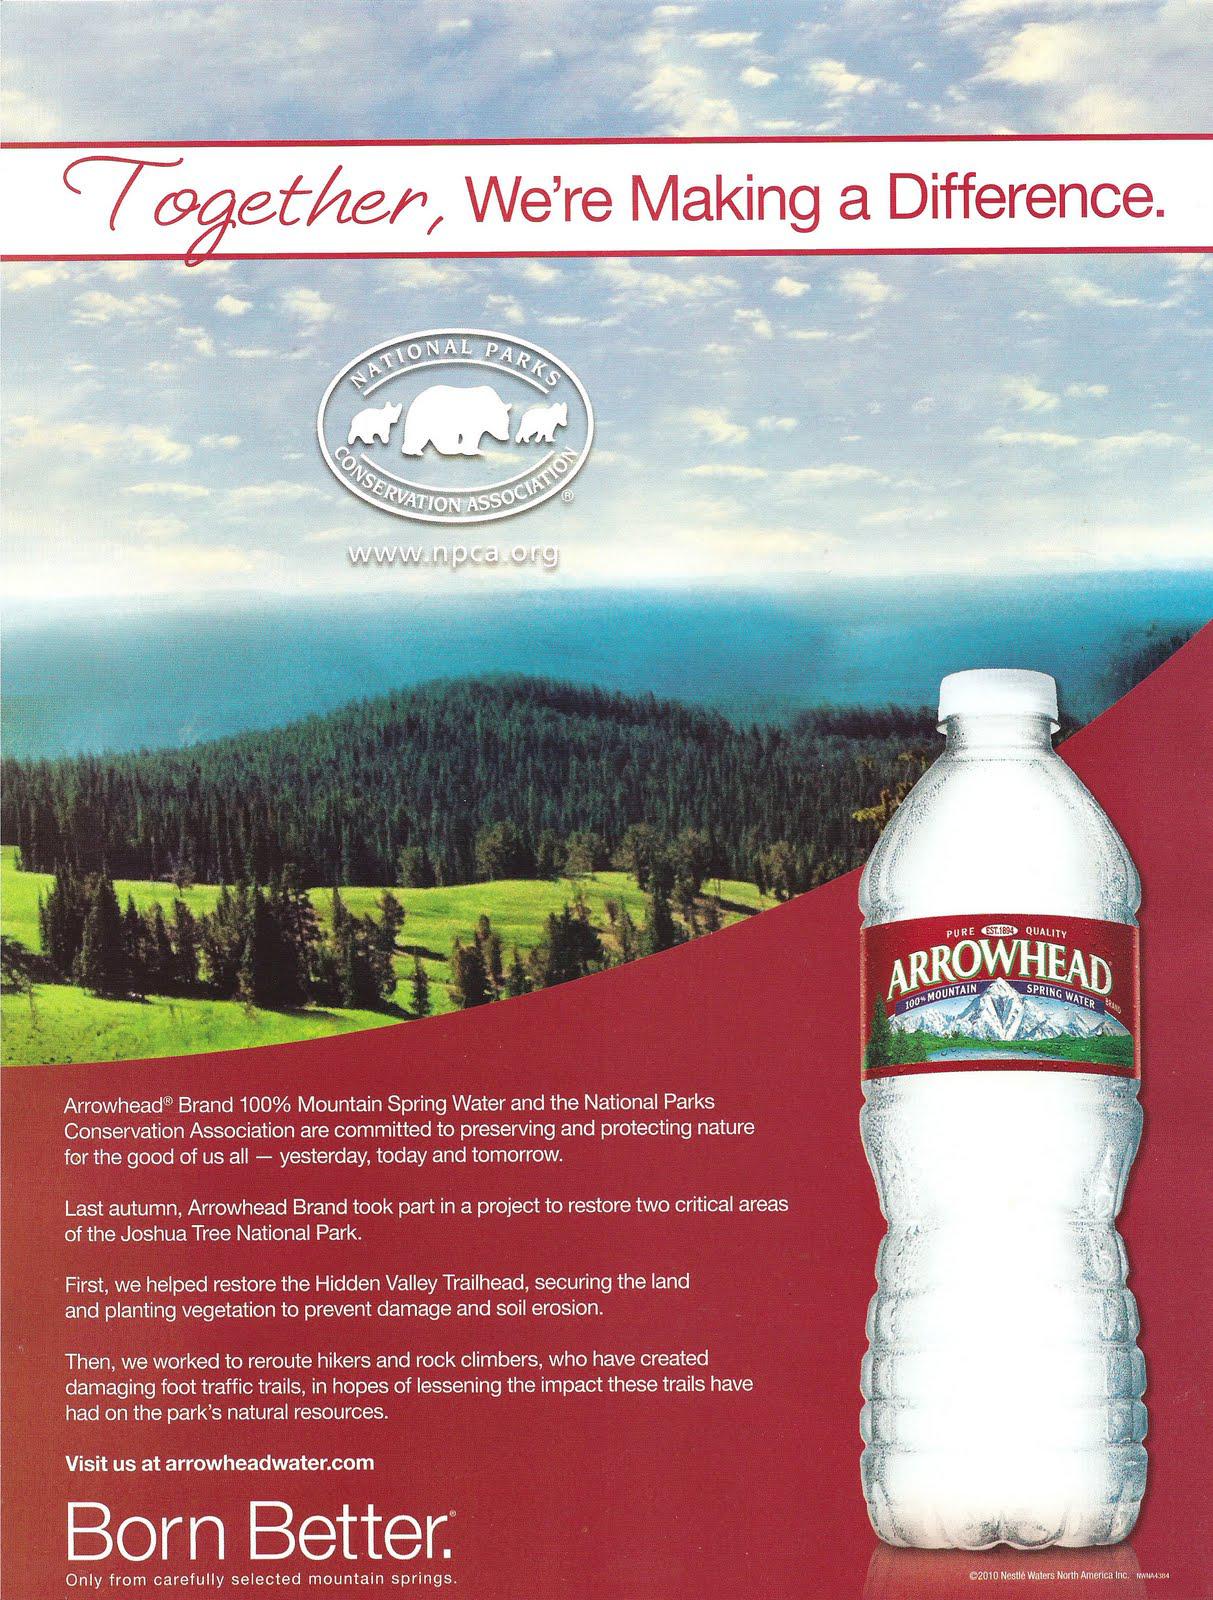 Together, We're Making a Difference.
NATIONAL PARKS
CONSERVATION ASSOCIATION®
www.npca.org
PURE EST.1894 QUALITY
ARROWHEAD
100% MOUNTAIN SPRING WATER BRAND
Arrowhead® Brand 100% Mountain Spring Water and the National Parks
Conservation Association are committed to preserving and protecting nature
for the good of us all — yesterday, today and tomorrow.
Last autumn, Arrowhead Brand took part in a project to restore two critical areas
of the Joshua Tree National Park.
First, we helped restore the Hidden Valley Trailhead, securing the land
and planting vegetation to prevent damage and soil erosion.
Then, we worked to reroute hikers and rock climbers, who have created
damaging foot traffic trails, in hopes of lessening the impact these trails have
had on the park's natural resources.
Visit us at arrowheadwater.com
Born Better.®
Only from carefully selected mountain springs.
©2010 Nestlé Waters North America Inc. NWNA4384